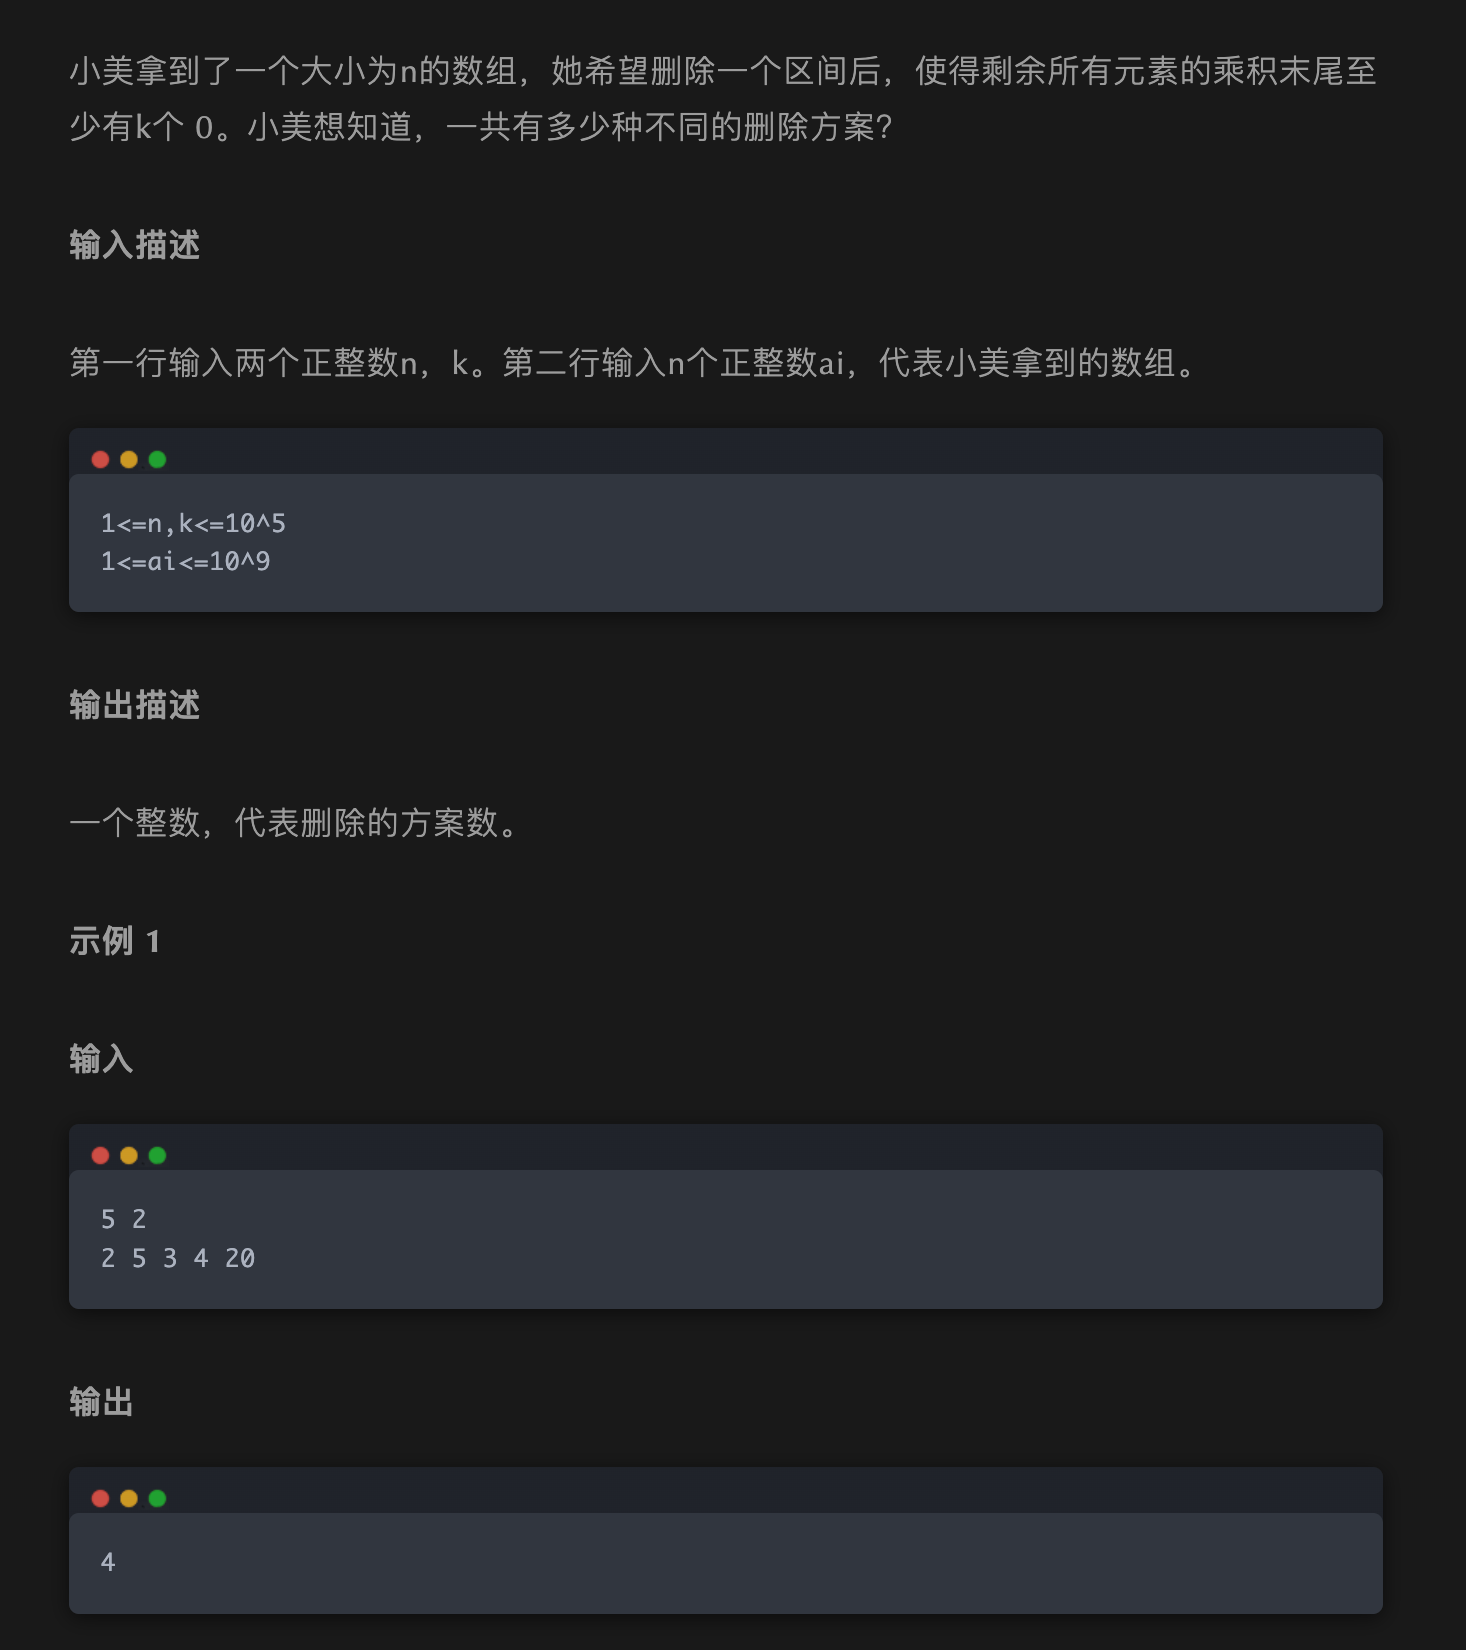 小美拿到了一个大小为n的数组，她希望删除一个区间后，使得剩余所有元素的乘积末尾至
少有k个 0。小美想知道，一共有多少种不同的删除方案？
输入描述
第一行输入两个正整数n，k。第二行输入n个正整数ai，代表小美拿到的数组。
1<=n,k<=10^5
1<=ai<=10^9
输出描述
一个整数，代表删除的方案数。
示例 1
输入
5 2
2 5 3 4 20
输出
4